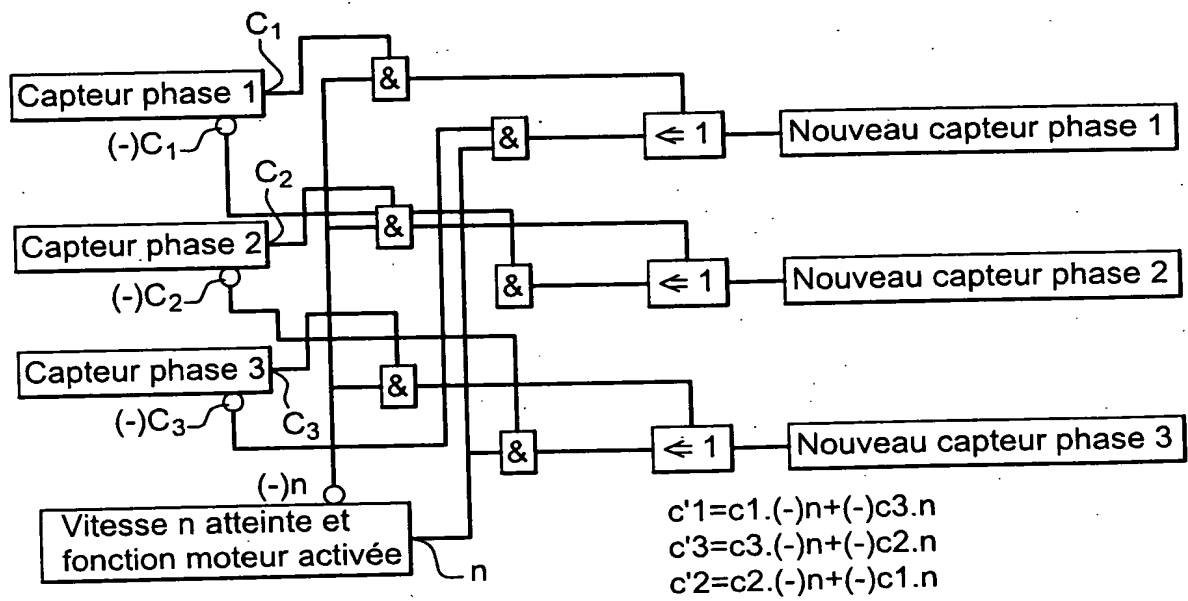 C1
Capteur phase 1
&
(-)C1
&
⇐ 1
Nouveau capteur phase 1
C2
Capteur phase 2
&
(-)C2
&
⇐ 1
Nouveau capteur phase 2
Capteur phase 3
&
(-)C3
C3
&
⇐ 1
Nouveau capteur phase 3
(-)n
Vitesse n atteinte et
fonction moteur activée
n
c'1=c1.(-)n+(-)c3.n
c'3=c3.(-)n+(-)c2.n
c'2=c2.(-)n+(-)c1.n